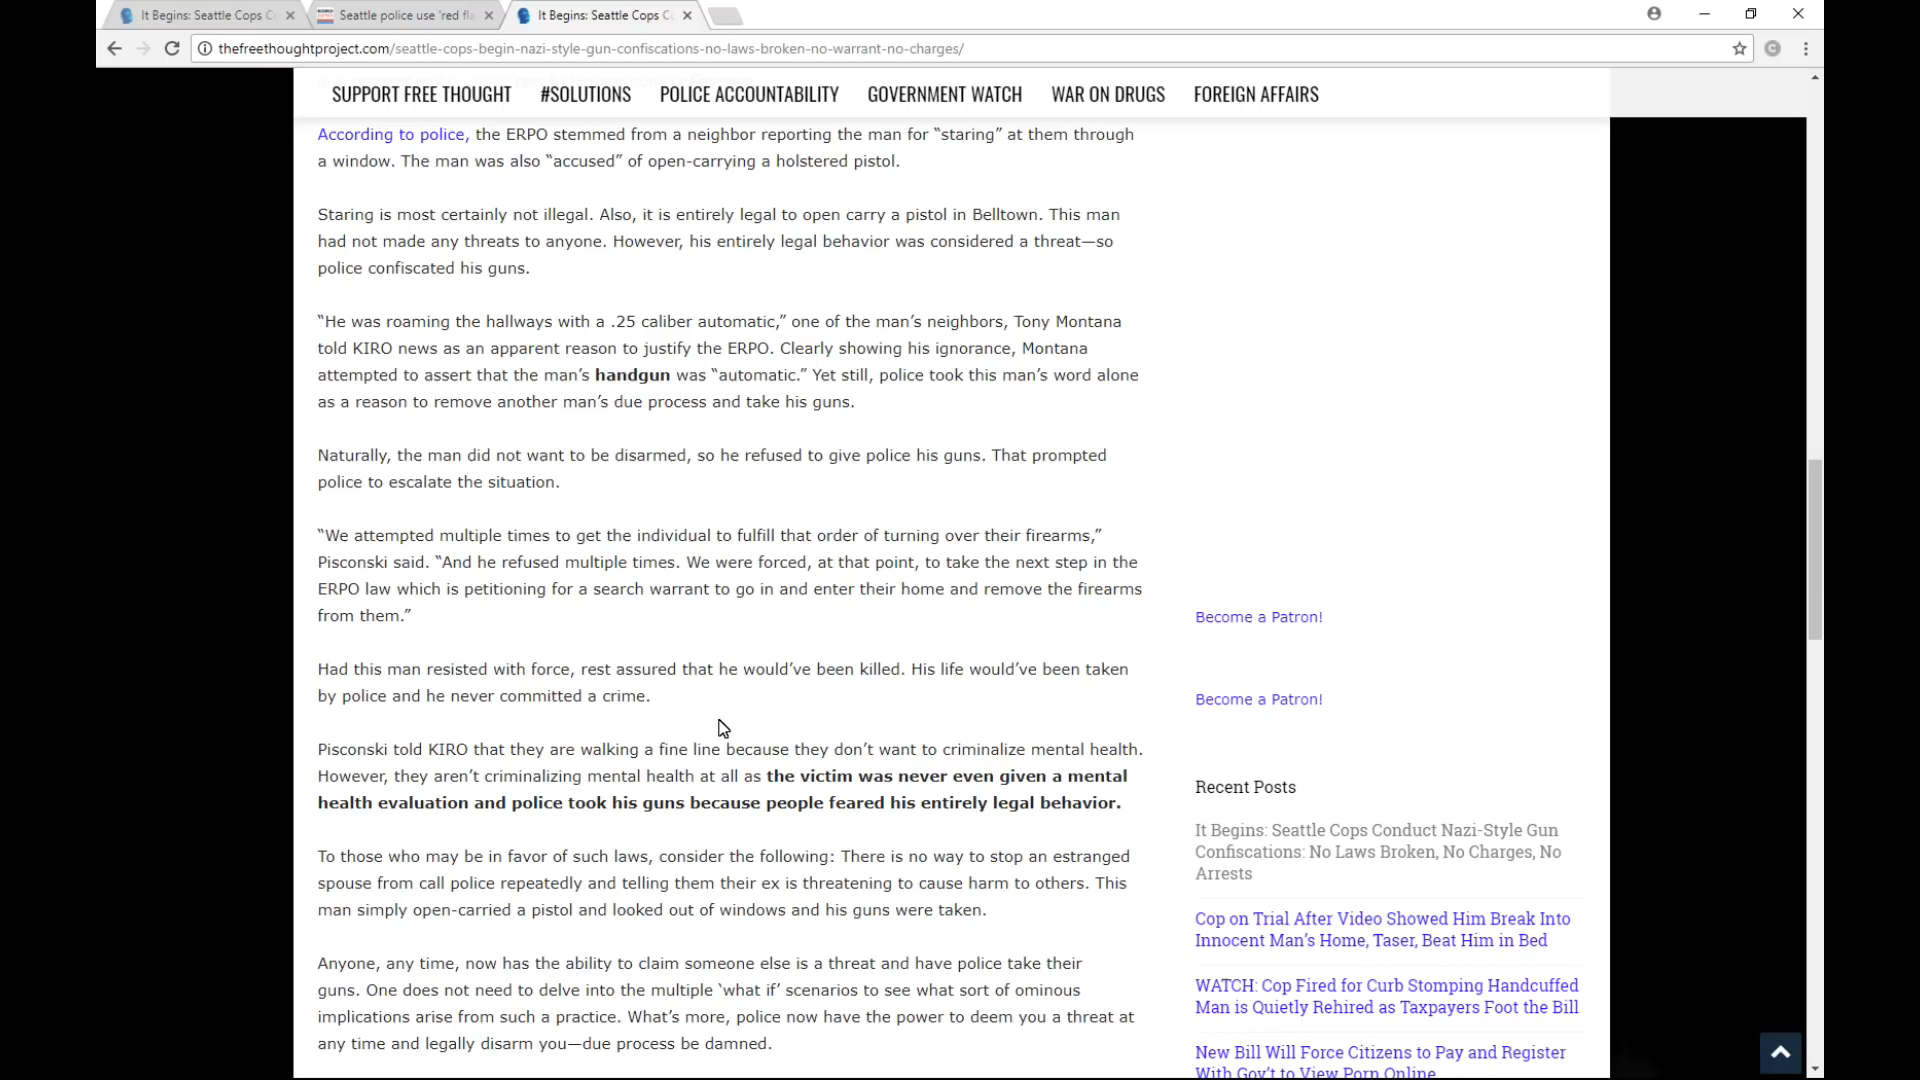 It Begins: Seattle Cops C
Seattle police use 'red fla
It Begins: Seattle Cops C
thefreethoughtproject.com/seattle-cops-begin-nazi-style-gun-confiscations-no-laws-broken-no-warrant-no-charges/
SUPPORT FREE THOUGHT #SOLUTIONS POLICE ACCOUNTABILITY GOVERNMENT WATCH WAR ON DRUGS FOREIGN AFFAIRS
According to police, the ERPO stemmed from a neighbor reporting the man for “staring” at them through
a window. The man was also “accused” of open-carrying a holstered pistol.
Staring is most certainly not illegal. Also, it is entirely legal to open carry a pistol in Belltown. This man
had not made any threats to anyone. However, his entirely legal behavior was considered a threat—so
police confiscated his guns.
“He was roaming the hallways with a .25 caliber automatic,” one of the man’s neighbors, Tony Montana
told KIRO news as an apparent reason to justify the ERPO. Clearly showing his ignorance, Montana
attempted to assert that the man’s handgun was “automatic.” Yet still, police took this man’s word alone
as a reason to remove another man’s due process and take his guns.
Naturally, the man did not want to be disarmed, so he refused to give police his guns. That prompted
police to escalate the situation.
“We attempted multiple times to get the individual to fulfill that order of turning over their firearms,”
Pisconski said. “And he refused multiple times. We were forced, at that point, to take the next step in the
ERPO law which is petitioning for a search warrant to go in and enter their home and remove the firearms
from them.”
Had this man resisted with force, rest assured that he would’ve been killed. His life would’ve been taken
by police and he never committed a crime.
Pisconski told KIRO that they are walking a fine line because they don’t want to criminalize mental health.
However, they aren’t criminalizing mental health at all as the victim was never even given a mental
health evaluation and police took his guns because people feared his entirely legal behavior.
To those who may be in favor of such laws, consider the following: There is no way to stop an estranged
spouse from call police repeatedly and telling them their ex is threatening to cause harm to others. This
man simply open-carried a pistol and looked out of windows and his guns were taken.
Anyone, any time, now has the ability to claim someone else is a threat and have police take their
guns. One does not need to delve into the multiple ‘what if’ scenarios to see what sort of ominous
implications arise from such a practice. What’s more, police now have the power to deem you a threat at
any time and legally disarm you—due process be damned.
Become a Patron!
Become a Patron!
Recent Posts
It Begins: Seattle Cops Conduct Nazi-Style Gun
Confiscations: No Laws Broken, No Charges, No
Arrests
Cop on Trial After Video Showed Him Break Into
Innocent Man’s Home, Taser, Beat Him in Bed
WATCH: Cop Fired for Curb Stomping Handcuffed
Man is Quietly Rehired as Taxpayers Foot the Bill
New Bill Will Force Citizens to Pay and Register
With Gov’t to View Porn Online